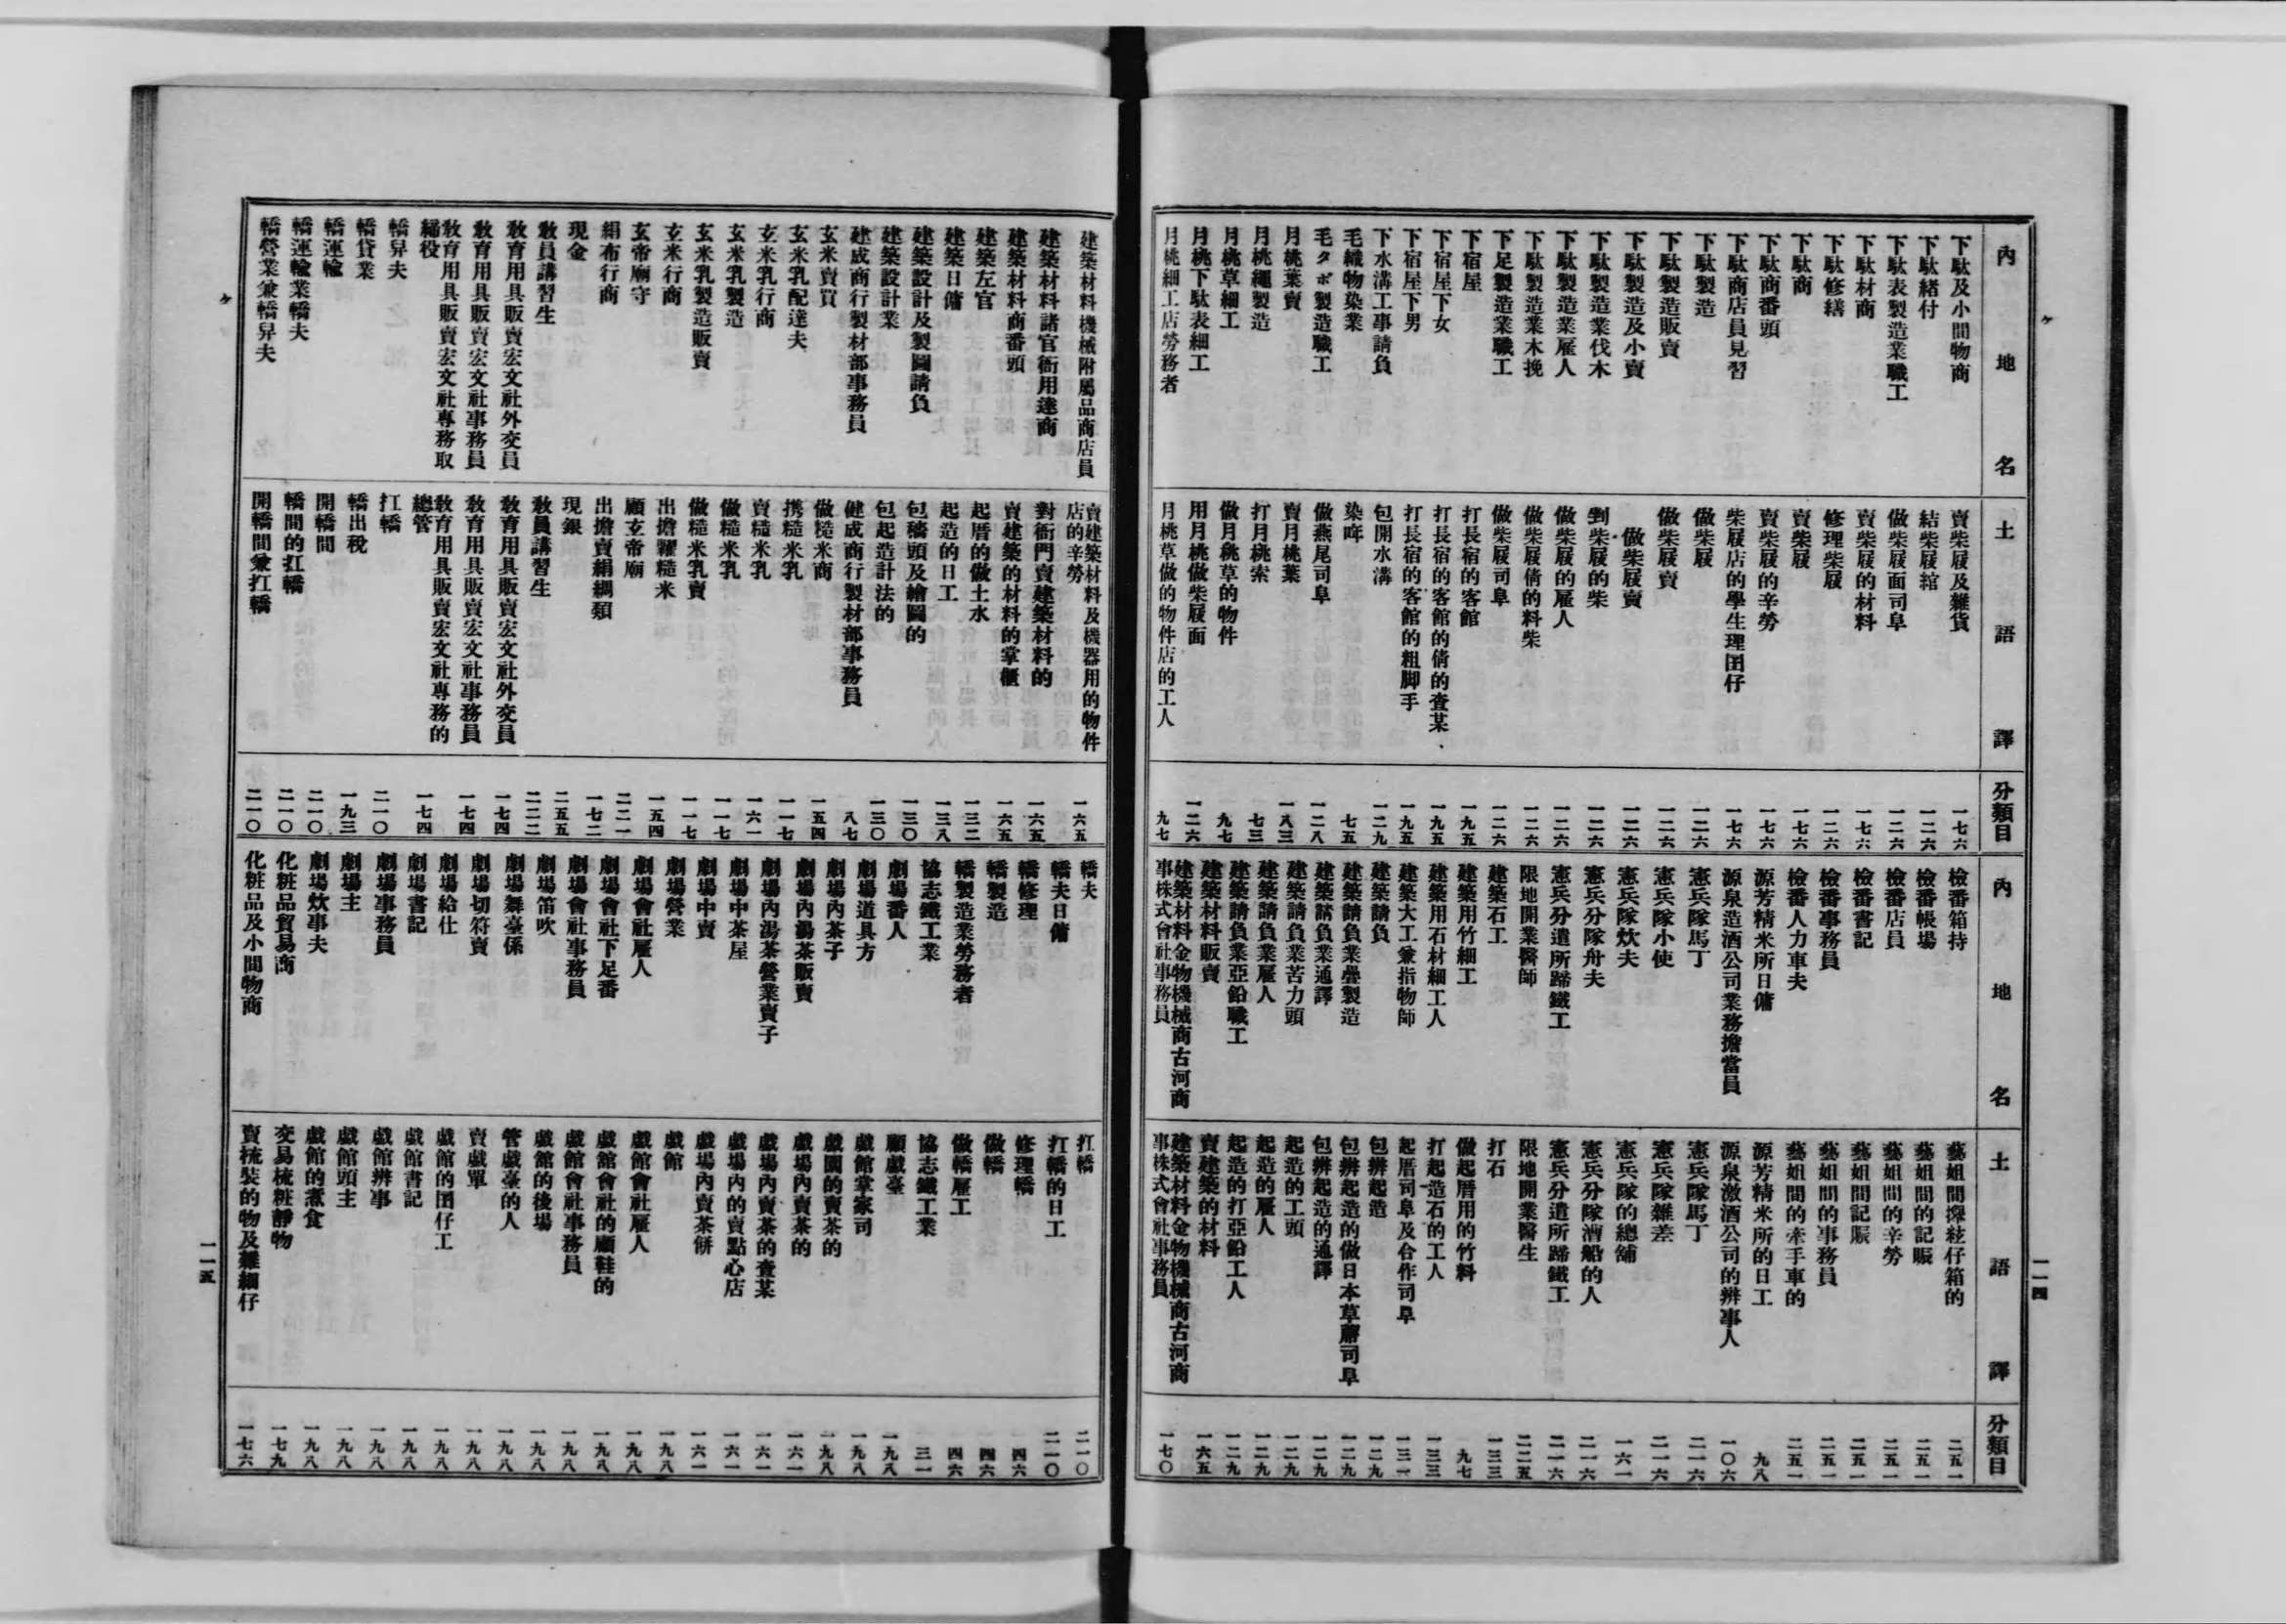 ケ
一一四
內地名 土語譯 分類目
下駄及小間物商 賣柴屐及雜貨 一七六
下駄緒付 結柴屐綰 一二六
下駄表製造業職工 做柴屐面司阜 一二六
下駄材商 賣柴屐的材料 一七六
下駄修繕 修理柴屐 一二六
下駄商 賣柴屐 一七六
下駄商番頭 賣柴屐的辛勞 一七六
下駄商店員見習 柴屐店的學生理囝仔 一七六
下駄製造 做柴屐 一二六
下駄製造販賣 做柴屐賣 一二六
下駄製造及小賣 做柴屐賣 一二六
下駄製造業伐木 剉柴屐的柴 一二六
下駄製造業雇人 做柴屐的雇人 一二六
下駄製造業木挽 做柴屐倩的料柴 一二六
下足製造業職工 做柴屐司阜 一二六
下宿屋 打長宿的客館 一九五
下宿屋下女 打長宿的客館的倩的查某 一九五
下宿屋下男 打長宿的客館的粗脚手 一九五
下水溝工事請負 包開水溝 一二九
毛織物染業 染哖 七五
毛タボ製造職工 做燕尾司阜 一二八
月桃葉賣 賣月桃葉 一八三
月桃繩製造 打月桃索 七三
月桃草細工 做月桃草的物件 九七
月桃下駄表細工 用月桃做柴屐面 一二六
月桃細工店勞務者 月桃草做的物件店的工人 九七
內地名 土語譯 分類目
檢番箱持 藝妲間攑絃仔箱的 二五一
檢番帳場 藝妲間的記賬 二五一
檢番店員 藝妲間的辛勞 二五一
檢番書記 藝妲間記賬 二五一
檢番事務員 藝妲間的事務員 二五一
檢番人力車夫 藝妲間的牽手車的 二五一
源芳精米所日傭 源芳精米所的日工 九八
源泉造酒公司業務擔當員 源泉激酒公司的辨事人 一〇六
憲兵隊馬丁 憲兵隊馬丁 二一六
憲兵隊小使 憲兵隊雜差 二一六
憲兵隊炊夫 憲兵隊的總舖 一六一
憲兵分隊舟夫 憲兵分隊漕船的人 二一六
憲兵分遣所蹄鐵工 憲兵分遣所蹄鐵工 二一六
限地開業醫師 限地開業醫生 二二五
建築石工 打石 一三三
建築用竹細工 做起厝用的竹料 九七
建築用石材細工人 打起造石的工人 一三三
建築大工兼指物師 起厝司阜及合作司阜 一三一
建築請負 包辨起造 一二九
建築請負業疊製造 包辨起造的做日本草蓆司阜 一二九
建築請負業通譯 包辨起造的通譯 一二九
建築請負業苦力頭 起造的工頭 一二九
建築請負業雇人 起造的雇人 一二九
建築請負業亞鉛職工 起造的打亞鉛工人 一二九
建築材料販賣 賣建築的材料 一六五
建築材料金物機械商古河商事株式會社事務員 建築材料金物機械商古河商事株式會社事務員 一七〇
ケ
一一五
建築材料機械附屬品商店員 賣建築材料及機器用的物件店的辛勞 一六五
建築材料諸官衙用達商 對衙門賣建築材料的 一六五
建築材料商番頭 賣建築的材料的掌櫃 一六五
建築左官 起厝的做土水 一三二
建築日傭 起造的日工 一三八
建築設計及製圖請負 包穡頭及繪圖的 一三〇
建築設計業 包起造計法的 一三〇
建成商行製材部事務員 健成商行製材部事務員 八七
玄米賣買 做糙米商 一五四
玄米乳配達夫 携糙米乳 一一七
玄米乳行商 賣糙米乳 一六一
玄米乳製造 做糙米乳 一一七
玄米乳製造販賣 做糙米乳賣 一一七
玄米行商 出擔糶糙米 一五四
玄帝廟守 顧玄帝廟 二二一
絹布行商 出擔賣絹綢類 一七二
現金 現銀 二五五
敎員講習生 敎員講習生 二二二
敎育用具販賣宏文社外交員 敎育用具販賣宏文社外交員 一七四
敎育用具販賣宏文社事務員 敎育用具販賣宏文社事務員 一七四
敎育用具販賣宏文社專務取締役 敎育用具販賣宏文社專務的總管 一七四
轎舁夫 扛轎 二一〇
轎貸業 轎出稅 一九三
轎運輸 開轎間 二一〇
轎運輸業轎夫 轎間的扛轎 二一〇
轎營業兼轎舁夫 開轎間兼扛轎 二一〇
轎夫 扛轎 二一〇
轎夫日傭 扛轎的日工 二一〇
轎修理 修理轎 四六
轎製造 做轎 四六
轎製造業勞務者 做轎雇工 四六
協志鐵工業 協志鐵工業 三一
劇場番人 顧戲臺 一九八
劇場道具方 戲館掌家司 一九八
劇場內茶子 戲園的賣茶的 一九八
劇場內湯茶販賣 戲場內賣茶的 一六一
劇場內湯茶營業賣子 戲場內賣茶的查某 一六一
劇場中茶屋 戲場內的賣點心店 一六一
劇場中賣 戲場內賣茶餅 一六一
劇場營業 戲館 一九八
劇場會社雇人 戲館會社雇人 一九八
劇場會社下足番 戲館會社的顧鞋的 一九八
劇場會社事務員 戲館會社事務員 一九八
劇場笛吹 戲館的後場 一九八
劇場舞臺係 管戲臺的人 一九八
劇場切符賣 賣戲單 一九八
劇場給仕 戲館的囝仔工 一九八
劇場書記 戲館書記 一九八
劇場事務員 戲館辨事 一九八
劇場主 戲館頭主 一九八
劇場炊事夫 戲館的煮食 一九八
化粧品貿易商 交易梳粧靜物 一七九
化粧品及小間物商 賣梳裝的物及雜細仔 一七六